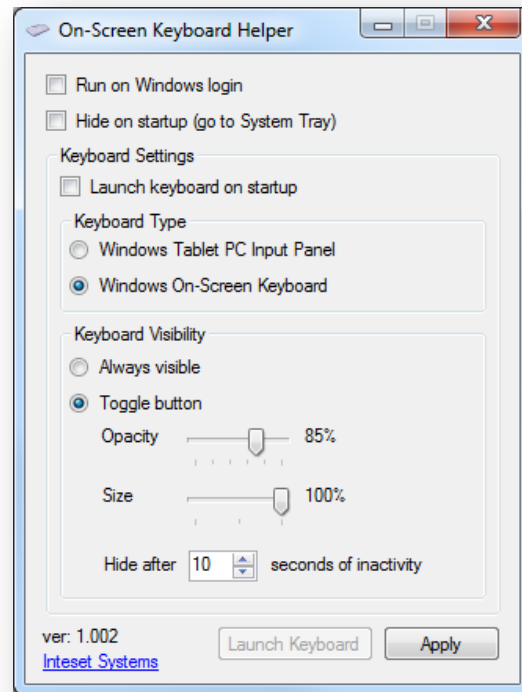 On-Screen Keyboard Helper
Run on Windows login
Hide on startup (go to System Tray)
Keyboard Settings
Launch keyboard on startup
Keyboard Type
Windows Tablet PC Input Panel
Windows On-Screen Keyboard
Keyboard Visibility
Always visible
Toggle button
Opacity 85%
Size 100%
Hide after 10 seconds of inactivity
ver: 1.002
Launch Keyboard Apply
Inteset Systems